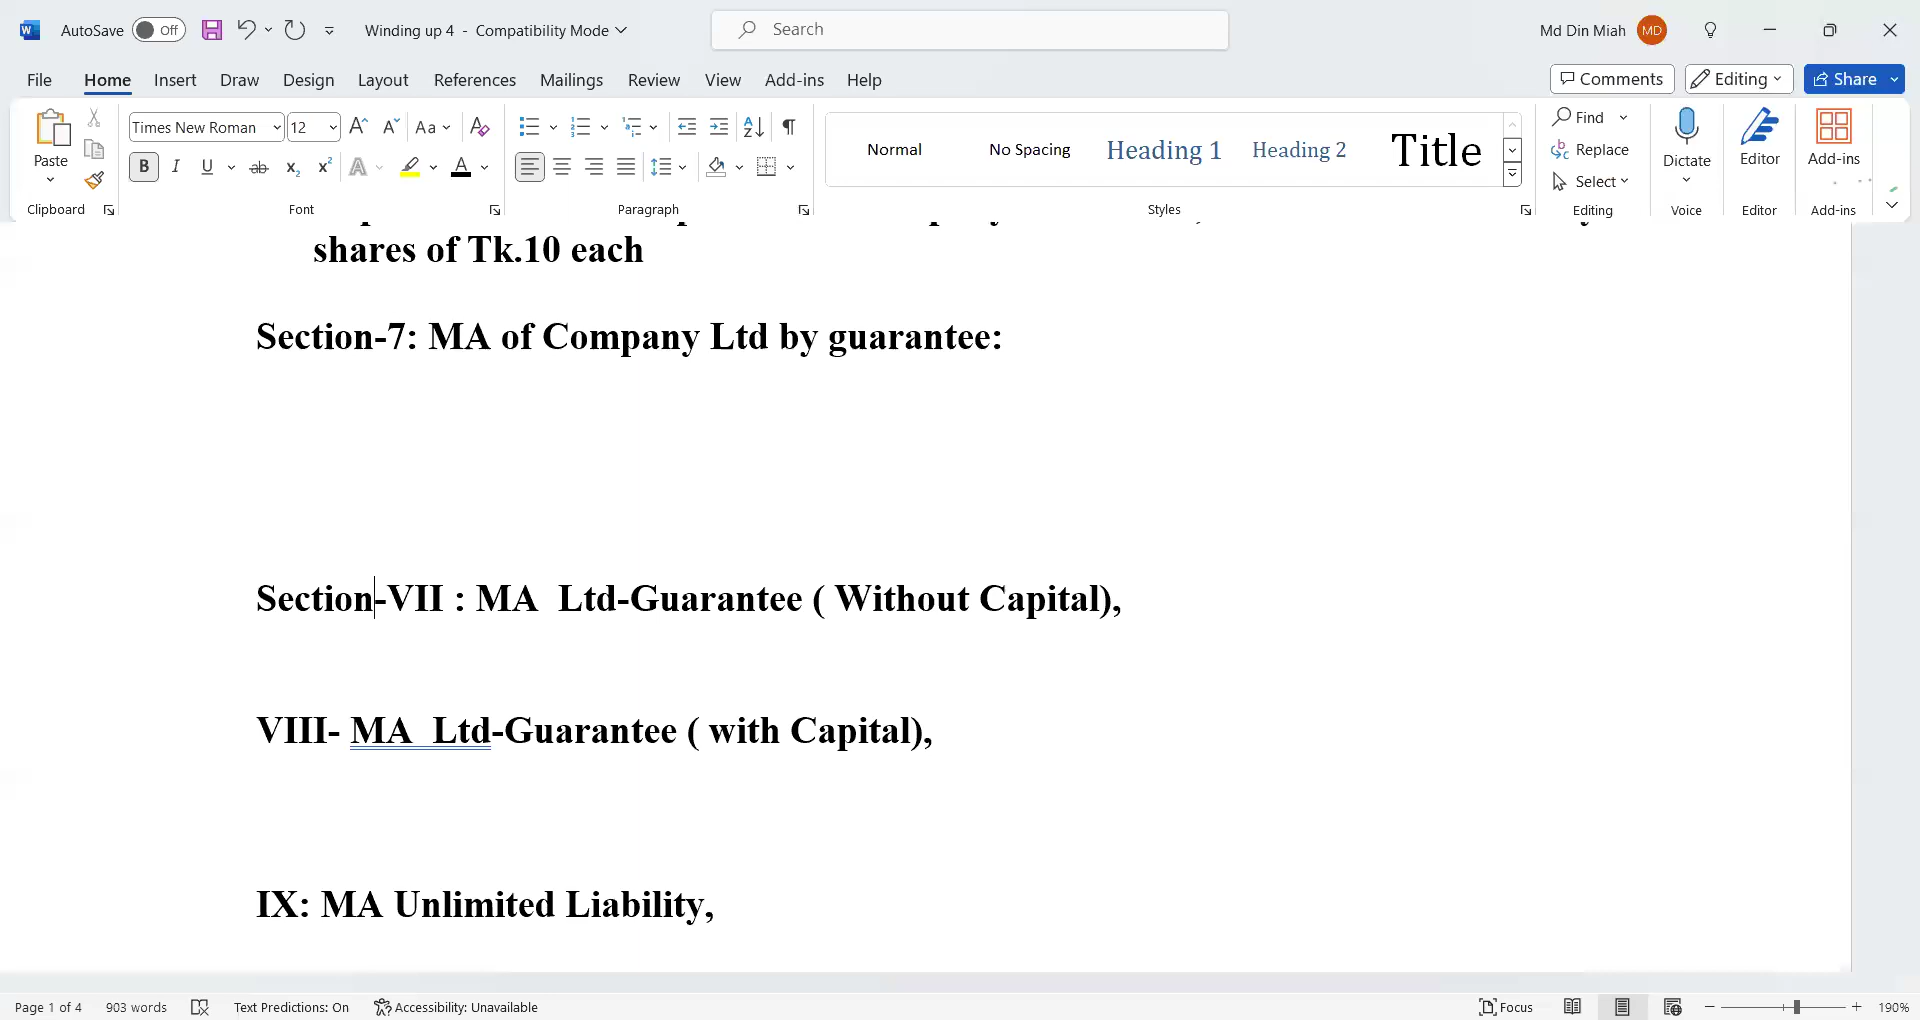 AutoSave Off Winding up 4 - Compatibility Mode Search Md Din Miah MD
File Home Insert Draw Design Layout References Mailings Review View Add-ins Help Comments Editing Share
Paste Times New Roman 12 Aa Normal No Spacing Heading 1 Heading 2 Title Find Replace Select Dictate Editor Add-ins
B I U ab x₂ x² A A
Clipboard Font Paragraph Styles Editing Voice Editor Add-ins
shares of Tk.10 each
Section-7: MA of Company Ltd by guarantee:
Section-VII : MA  Ltd-Guarantee ( Without Capital),
VIII- MA  Ltd-Guarantee ( with Capital),
IX: MA Unlimited Liability,
Page 1 of 4 903 words Text Predictions: On Accessibility: Unavailable Focus 190%